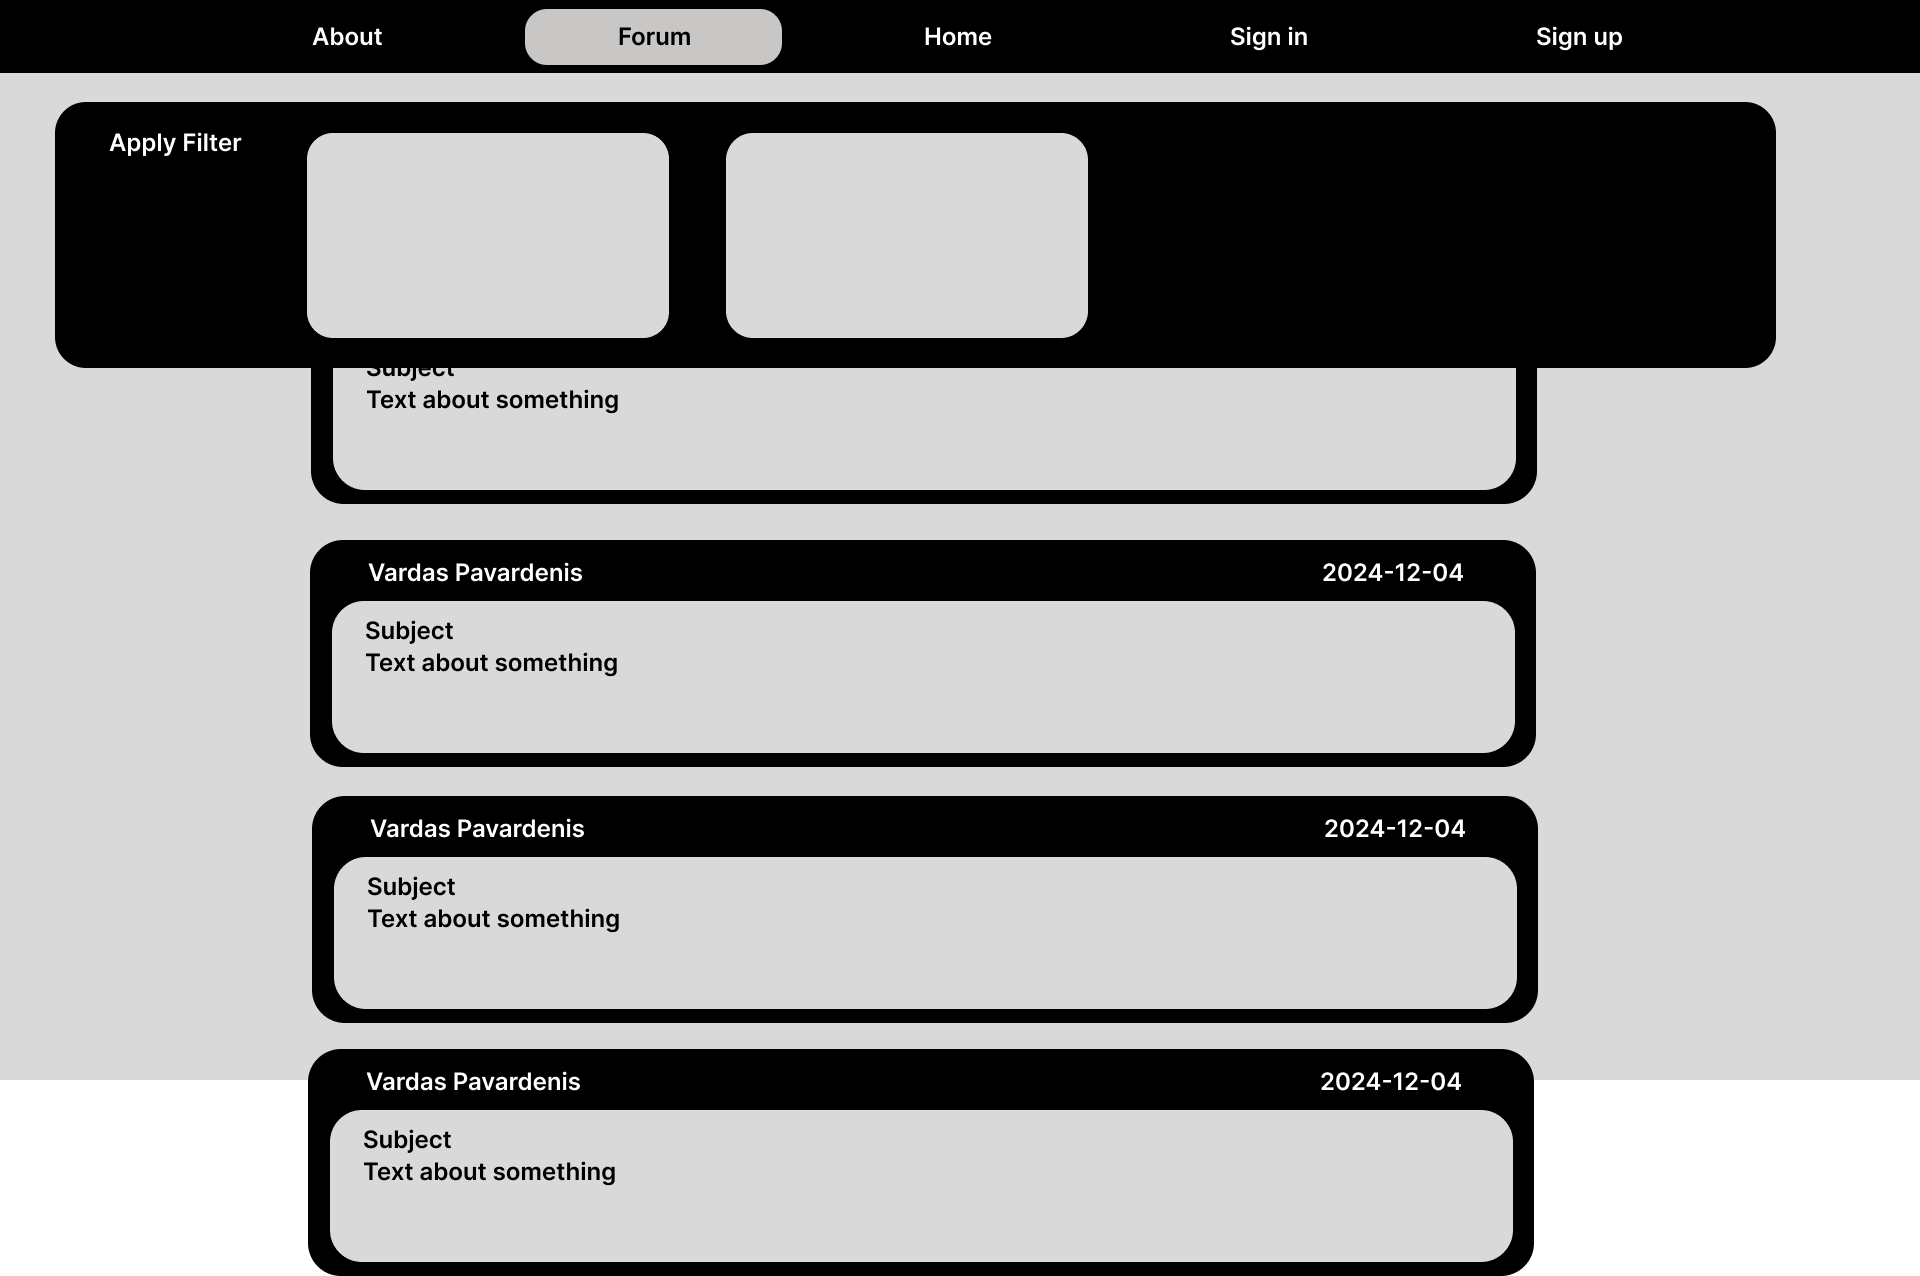 About Forum Home Sign in Sign up
Apply Filter
Subject
Text about something
Vardas Pavardenis 2024-12-04
Subject
Text about something
Vardas Pavardenis 2024-12-04
Subject
Text about something
Vardas Pavardenis 2024-12-04
Subject
Text about something